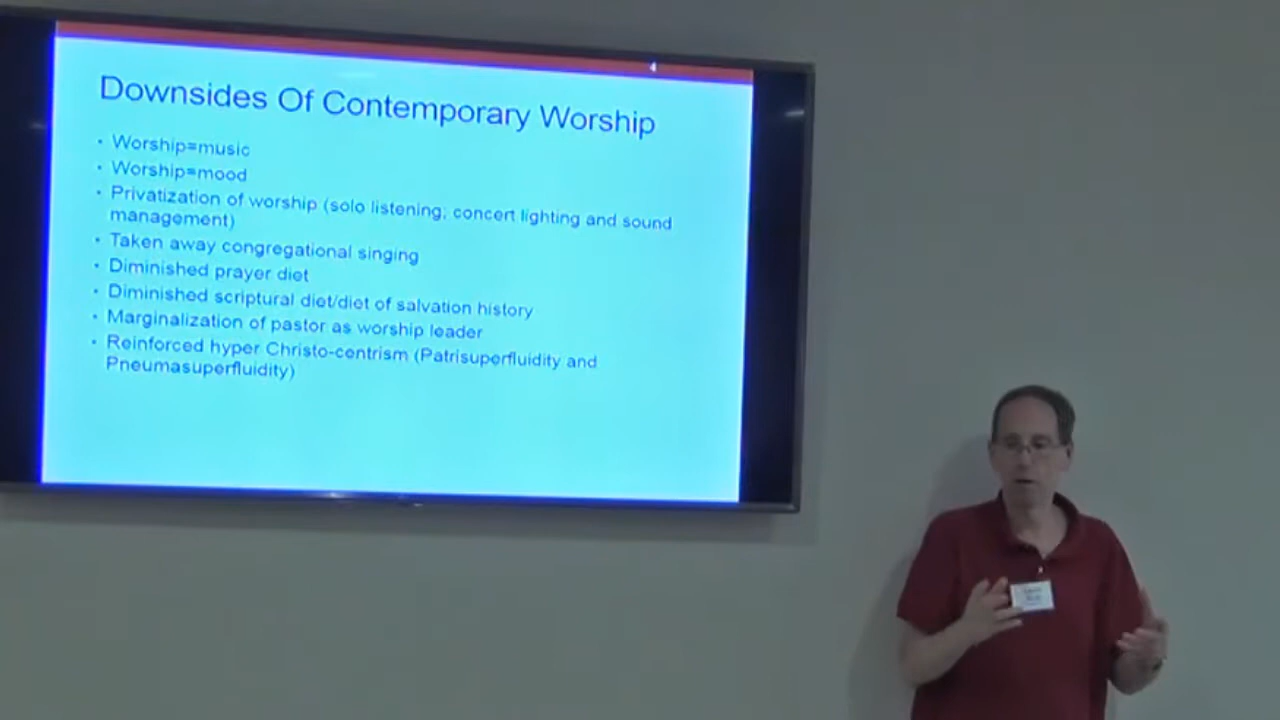 4
Downsides Of Contemporary Worship
• Worship=music
• Worship=mood
• Privatization of worship (solo listening; concert lighting and sound
management)
• Taken away congregational singing
• Diminished prayer diet
• Diminished scriptural diet/diet of salvation history
• Marginalization of pastor as worship leader
• Reinforced hyper Christo-centrism (Patrisuperfluidity and
Pneumasuperfluidity)